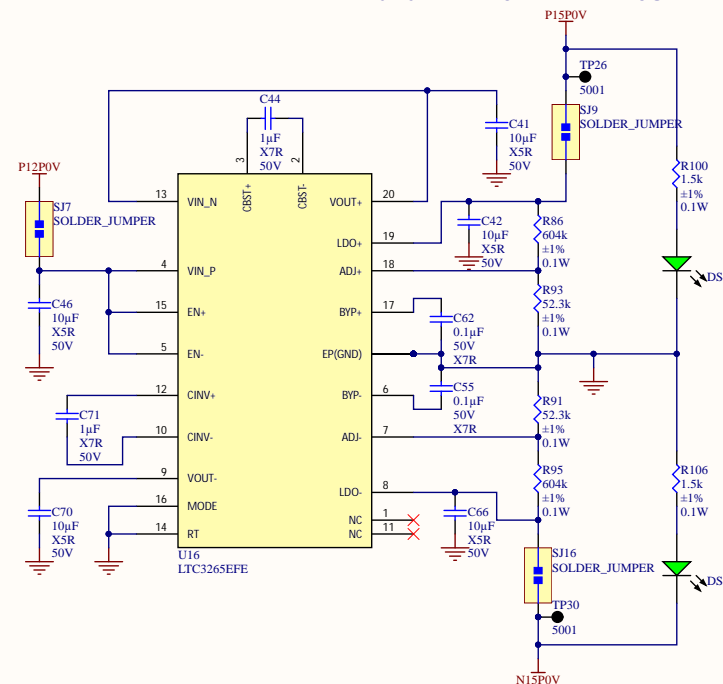 P15P0V
TP26
5001
SJ9
SOLDER_JUMPER
C44
1µF
X7R
50V
C41
10µF
X5R
50V
P12P0V
SJ7
SOLDER_JUMPER
R100
1.5k
±1%
0.1W
3
2
CBST+
CBST-
13
VIN_N
VOUT+
20
C42
10µF
X5R
50V
R86
604k
±1%
0.1W
LDO+
19
4
VIN_P
ADJ+
18
DS
C46
10µF
X5R
50V
R93
52.3k
±1%
0.1W
15
EN+
BYP+
17
C62
0.1µF
50V
X7R
5
EN-
EP(GND)
C55
0.1µF
50V
X7R
12
CINV+
BYP-
6
R91
52.3k
±1%
0.1W
C71
1µF
X7R
50V
10
CINV-
ADJ-
7
R95
604k
±1%
0.1W
R106
1.5k
±1%
0.1W
9
VOUT-
LDO-
8
16
MODE
C70
10µF
X5R
50V
C66
10µF
X5R
50V
NC
1
14
RT
NC
11
U16
LTC3265EFE
SJ16
SOLDER_JUMPER
DS
TP30
5001
N15P0V